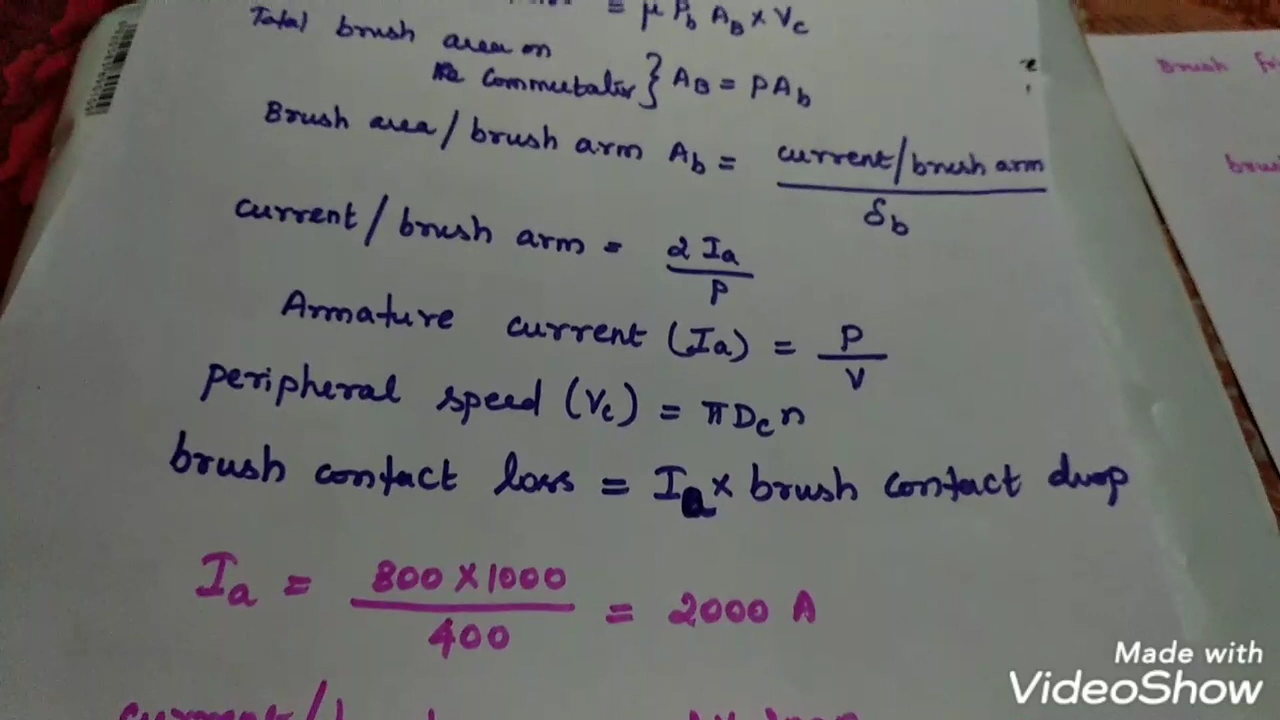 = μ P_b A_B × V_c
Total brush area on
the commutator } A_B = P A_b
Brush area / brush arm A_b = current/brush arm / δ_b
current / brush arm = 2 I_a / P
Armature current (I_a) = P / V
peripheral speed (V_c) = π D_c n
brush contact loss = I_a × brush contact drop
I_a = 800 × 1000 / 400 = 2000 A
current/
Brush
Made with
VideoShow